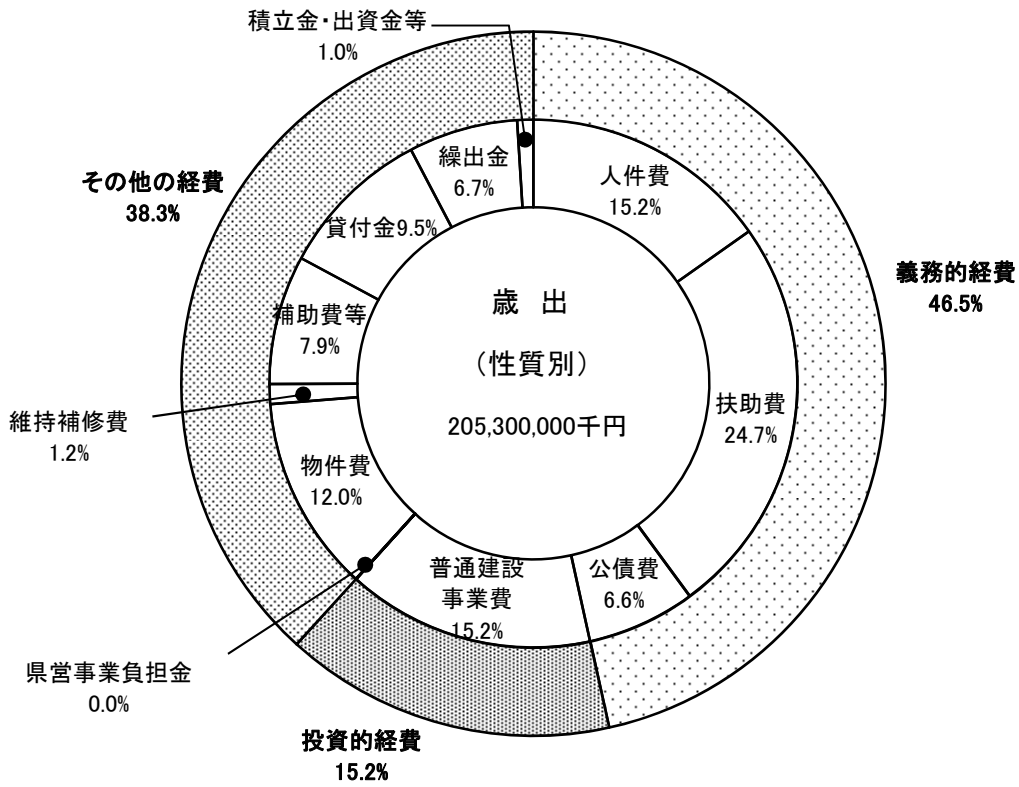 積立金・出資金等
1.0%
繰出金
6.7%
人件費
15.2%
その他の経費
38.3%
貸付金9.5%
義務的経費
46.5%
歳 出
（性質別）
205,300,000千円
補助費等
7.9%
扶助費
24.7%
維持補修費
1.2%
物件費
12.0%
普通建設
事業費
15.2%
公債費
6.6%
県営事業負担金
0.0%
投資的経費
15.2%